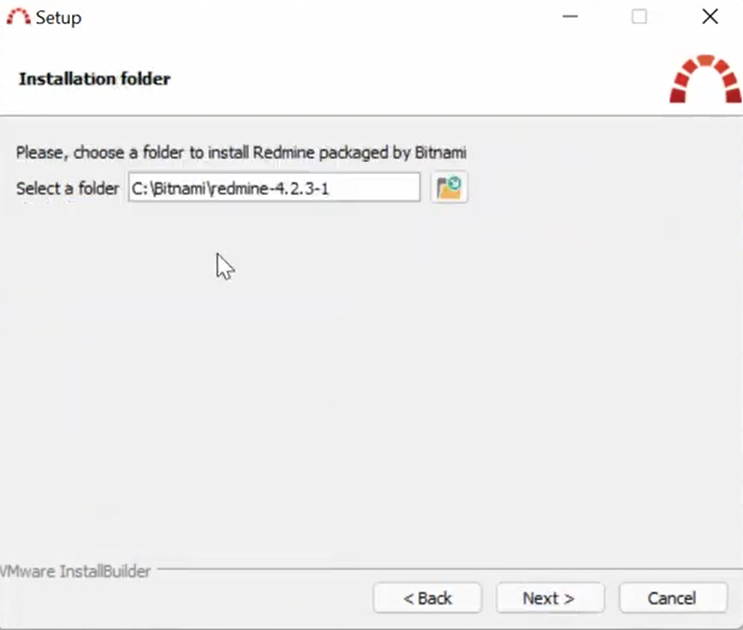 Setup
Installation folder
Please, choose a folder to install Redmine packaged by Bitnami
Select a folder C:\Bitnami\redmine-4.2.3-1
VMware InstallBuilder
< Back Next > Cancel